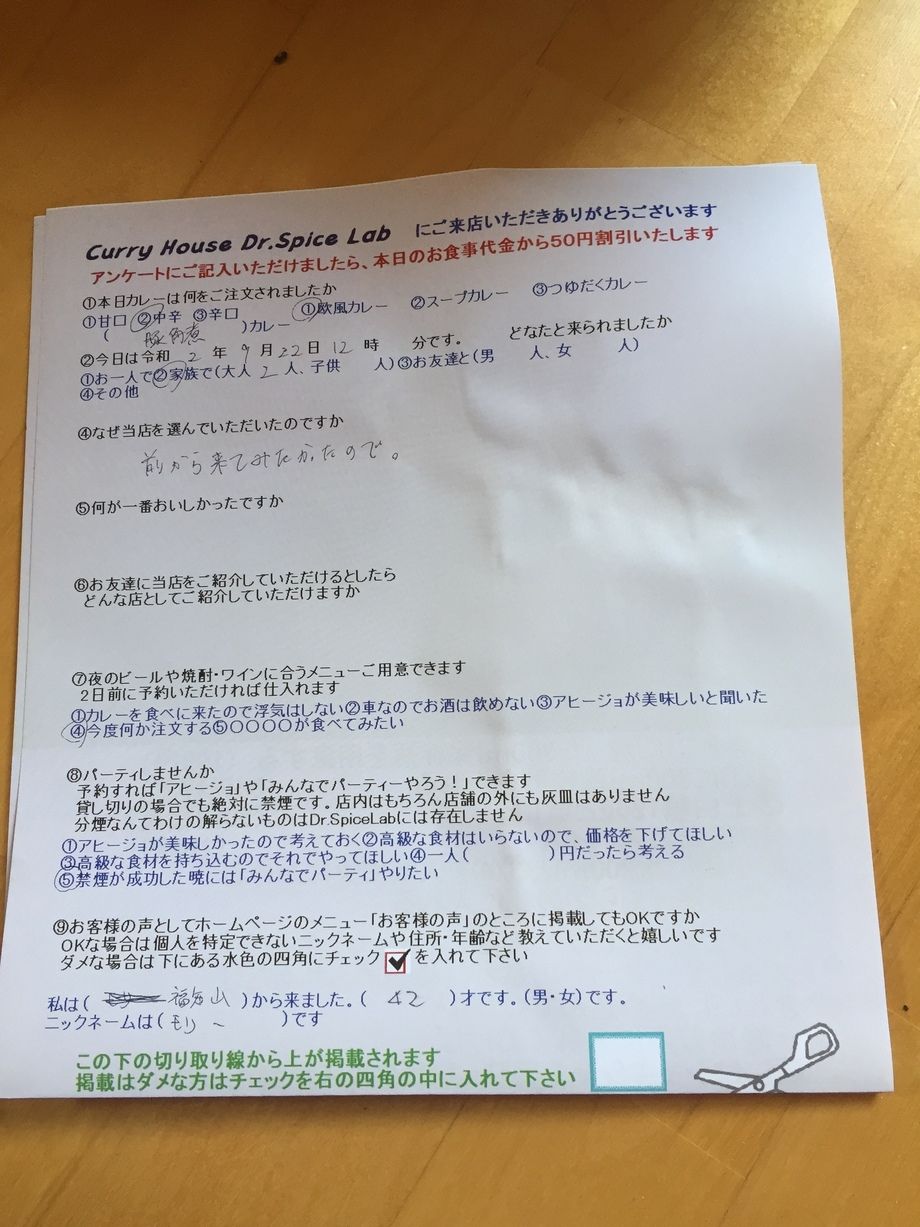 Curry House Dr.Spice Lab にご来店いただきありがとうございます
アンケートにご記入いただけましたら、本日のお食事代金から50円割引いたします
①本日カレーは何をご注文されましたか
①甘口 ②中辛 ③辛口 ①欧風カレー ②スープカレー ③つゆだくカレー
( 豚角煮 )カレー
②今日は令和 2 年 9 月 22 日 12 時 分です。 どなたと来られましたか
①お一人で②家族で(大人 2 人、子供 人)③お友達と(男 人、女 人)
④その他
④なぜ当店を選んでいただいたのですか
前から来てみたかったので。
⑤何が一番おいしかったですか
⑥お友達に当店をご紹介していただけるとしたら
どんな店としてご紹介していただけますか
⑦夜のビールや焼酎・ワインに合うメニューご用意できます
2日前に予約いただければ仕入れます
①カレーを食べに来たので浮気はしない②車なのでお酒は飲めない③アヒージョが美味しいと聞いた
④今度何か注文する⑤〇〇〇〇が食べてみたい
⑧パーティしませんか
予約すれば「アヒージョ」や「みんなでパーティーやろう!」できます
貸し切りの場合でも絶対に禁煙です。店内はもちろん店舗の外にも灰皿はありません
分煙なんてわけの解らないものはDr.SpiceLabには存在しません
①アヒージョが美味しかったので考えておく②高級な食材はいらないので、価格を下げてほしい
③高級な食材を持ち込むのでそれでやってほしい④一人( )円だったら考える
⑤禁煙が成功した暁には「みんなでパーティ」やりたい
⑨お客様の声としてホームページのメニュー「お客様の声」のところに掲載してもOKですか
OKな場合は個人を特定できないニックネームや住所・年齢など教えていただくと嬉しいです
ダメな場合は下にある水色の四角にチェック を入れて下さい
私は( 福知山 )から来ました。( 42 )才です。(男・女)です。
ニックネームは( モリー )です
この下の切り取り線から上が掲載されます
掲載はダメな方はチェックを右の四角の中に入れて下さい